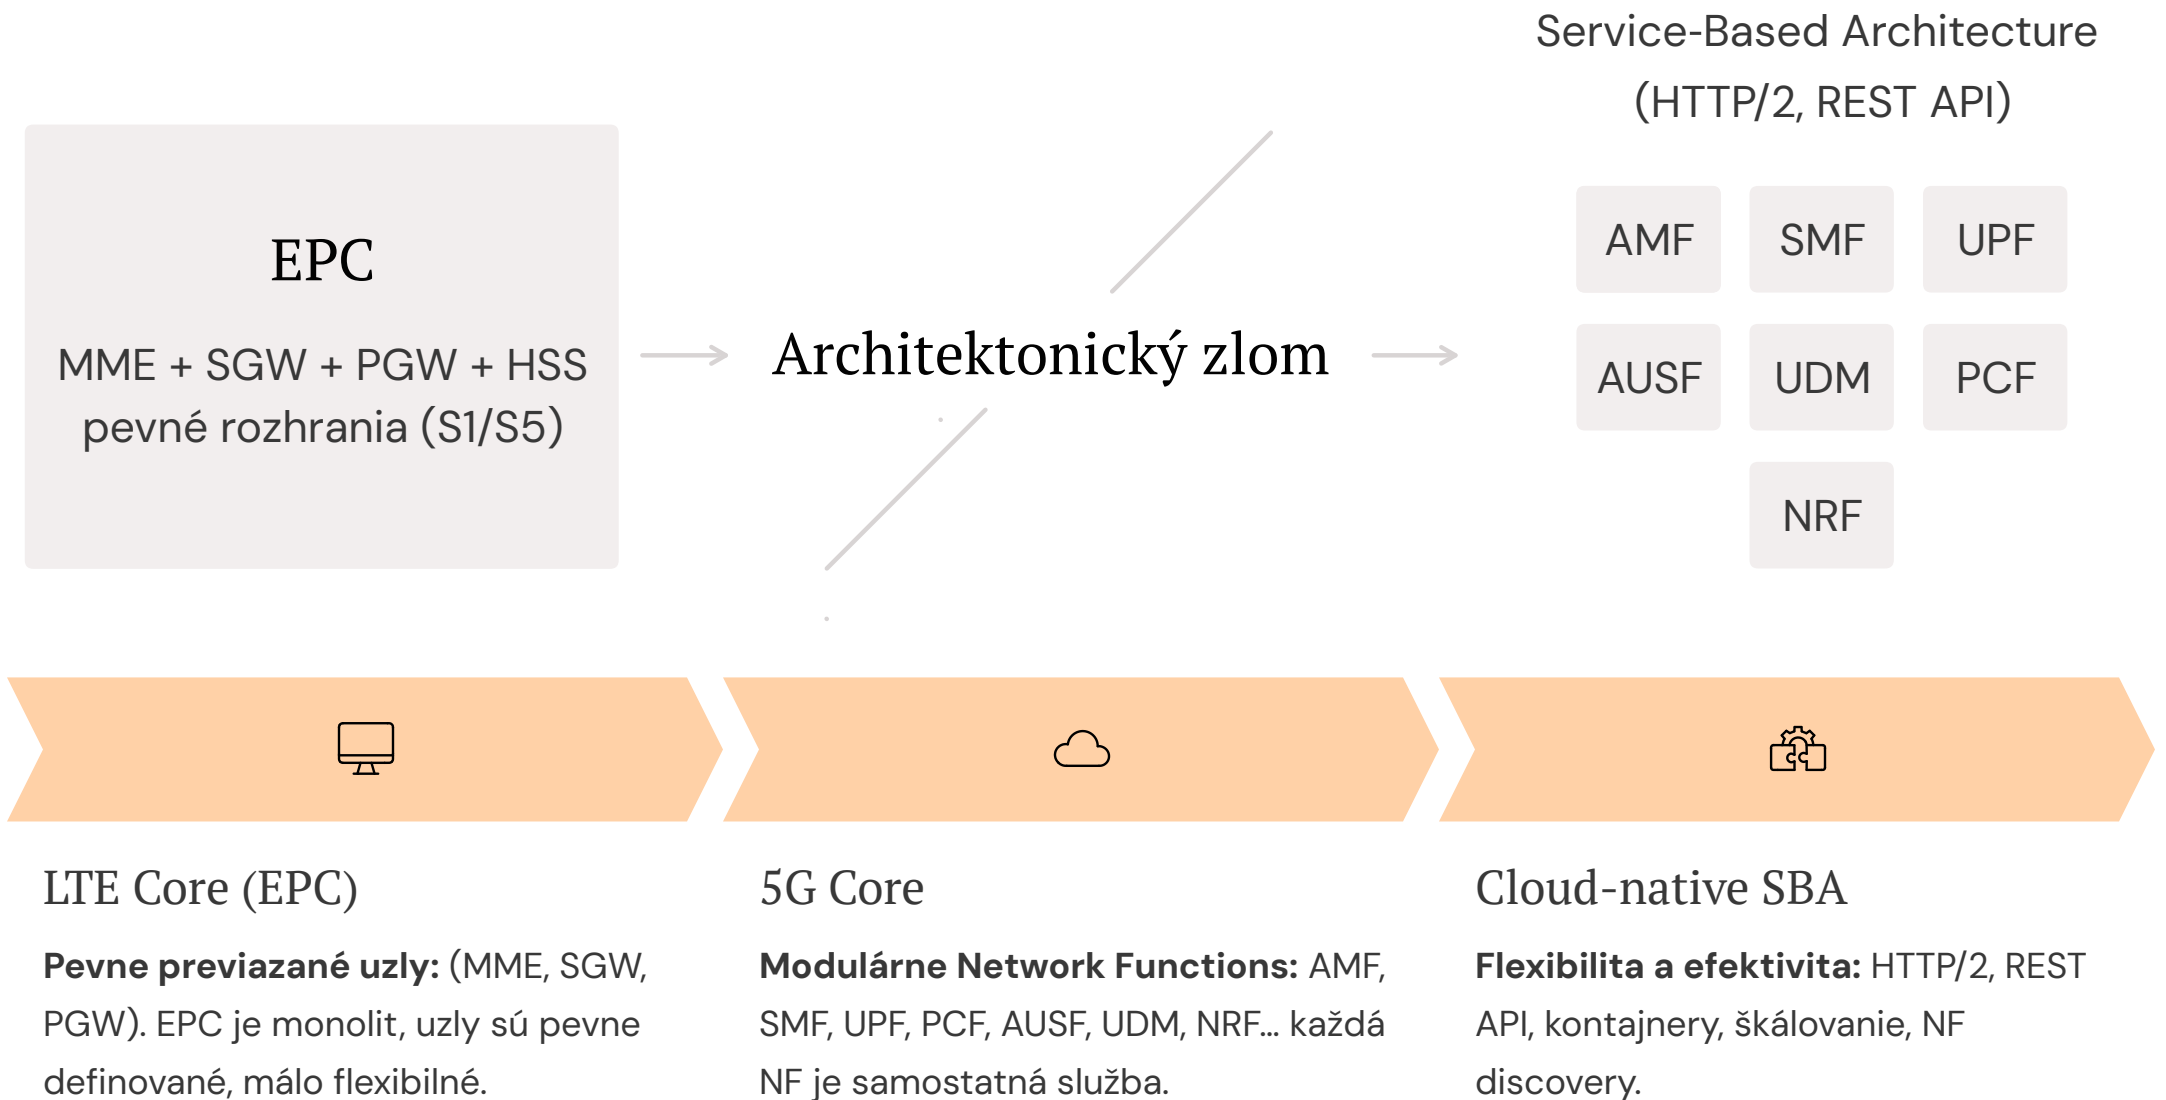 Service-Based Architecture
(HTTP/2, REST API)
EPC
MME + SGW + PGW + HSS
pevné rozhrania (S1/S5)
Architektonický zlom
AMF
SMF
UPF
AUSF
UDM
PCF
NRF
LTE Core (EPC)
Pevne previazané uzly: (MME, SGW,
PGW). EPC je monolit, uzly sú pevne
definované, málo flexibilné.
5G Core
Modulárne Network Functions: AMF,
SMF, UPF, PCF, AUSF, UDM, NRF... každá
NF je samostatná služba.
Cloud-native SBA
Flexibilita a efektivita: HTTP/2, REST
API, kontajnery, škálovanie, NF
discovery.